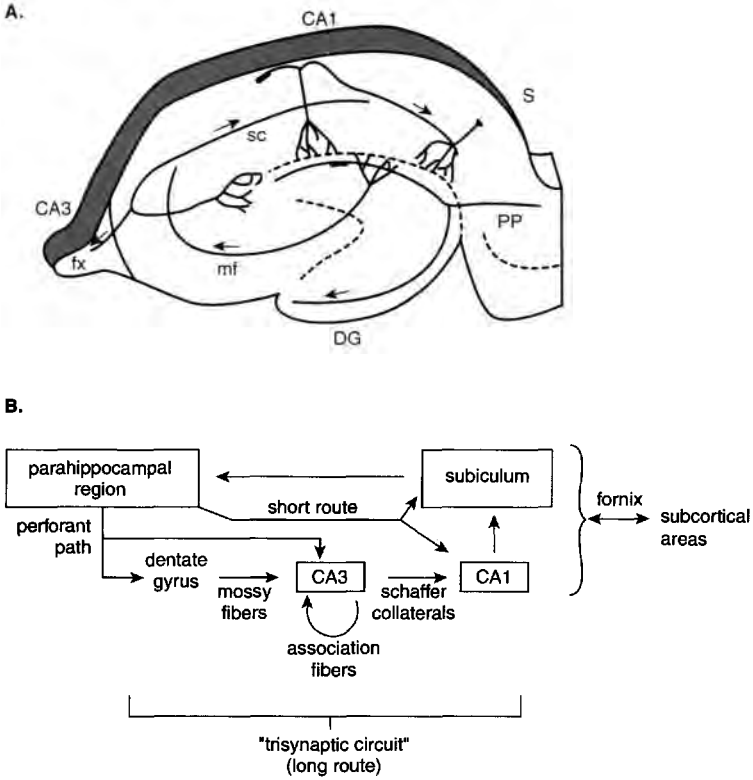 A.
CA1
S
sc
CA3
PP
fx
mf
DG
B.
parahippocampal
region
subiculum
short route
fornix
subcortical
areas
perforant
path
dentate
gyrus
mossy
fibers
CA3
schaffer
collaterals
CA1
association
fibers
"trisynaptic circuit"
(long route)